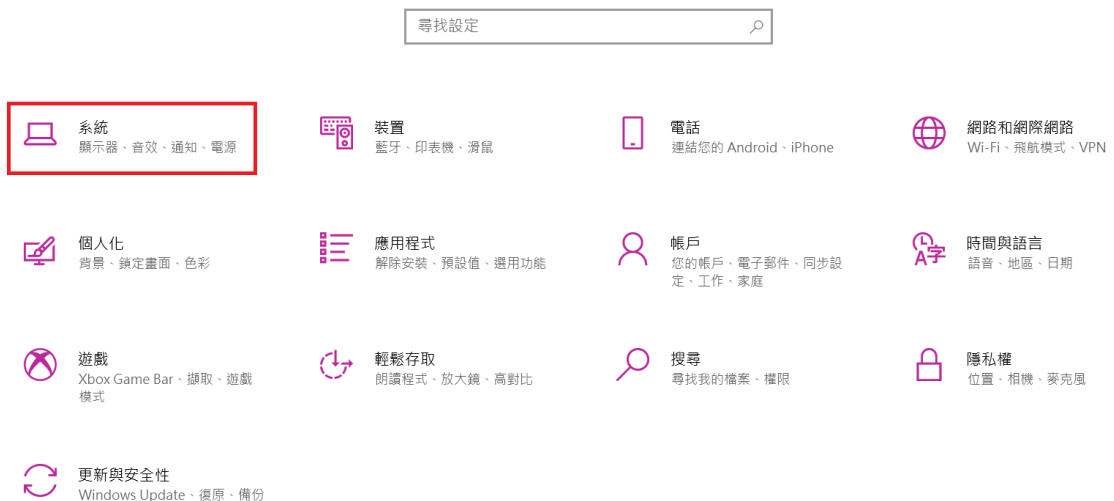 尋找設定
系統
顯示器、音效、通知、電源
裝置
藍牙、印表機、滑鼠
電話
連結您的 Android、iPhone
網路和網際網路
Wi-Fi、飛航模式、VPN
個人化
背景、鎖定畫面、色彩
應用程式
解除安裝、預設值、選用功能
帳戶
您的帳戶、電子郵件、同步設
定、工作、家庭
時間與語言
語音、地區、日期
遊戲
Xbox Game Bar、擷取、遊戲
模式
輕鬆存取
朗讀程式、放大鏡、高對比
搜尋
尋找我的檔案、權限
隱私權
位置、相機、麥克風
更新與安全性
Windows Update、復原、備份